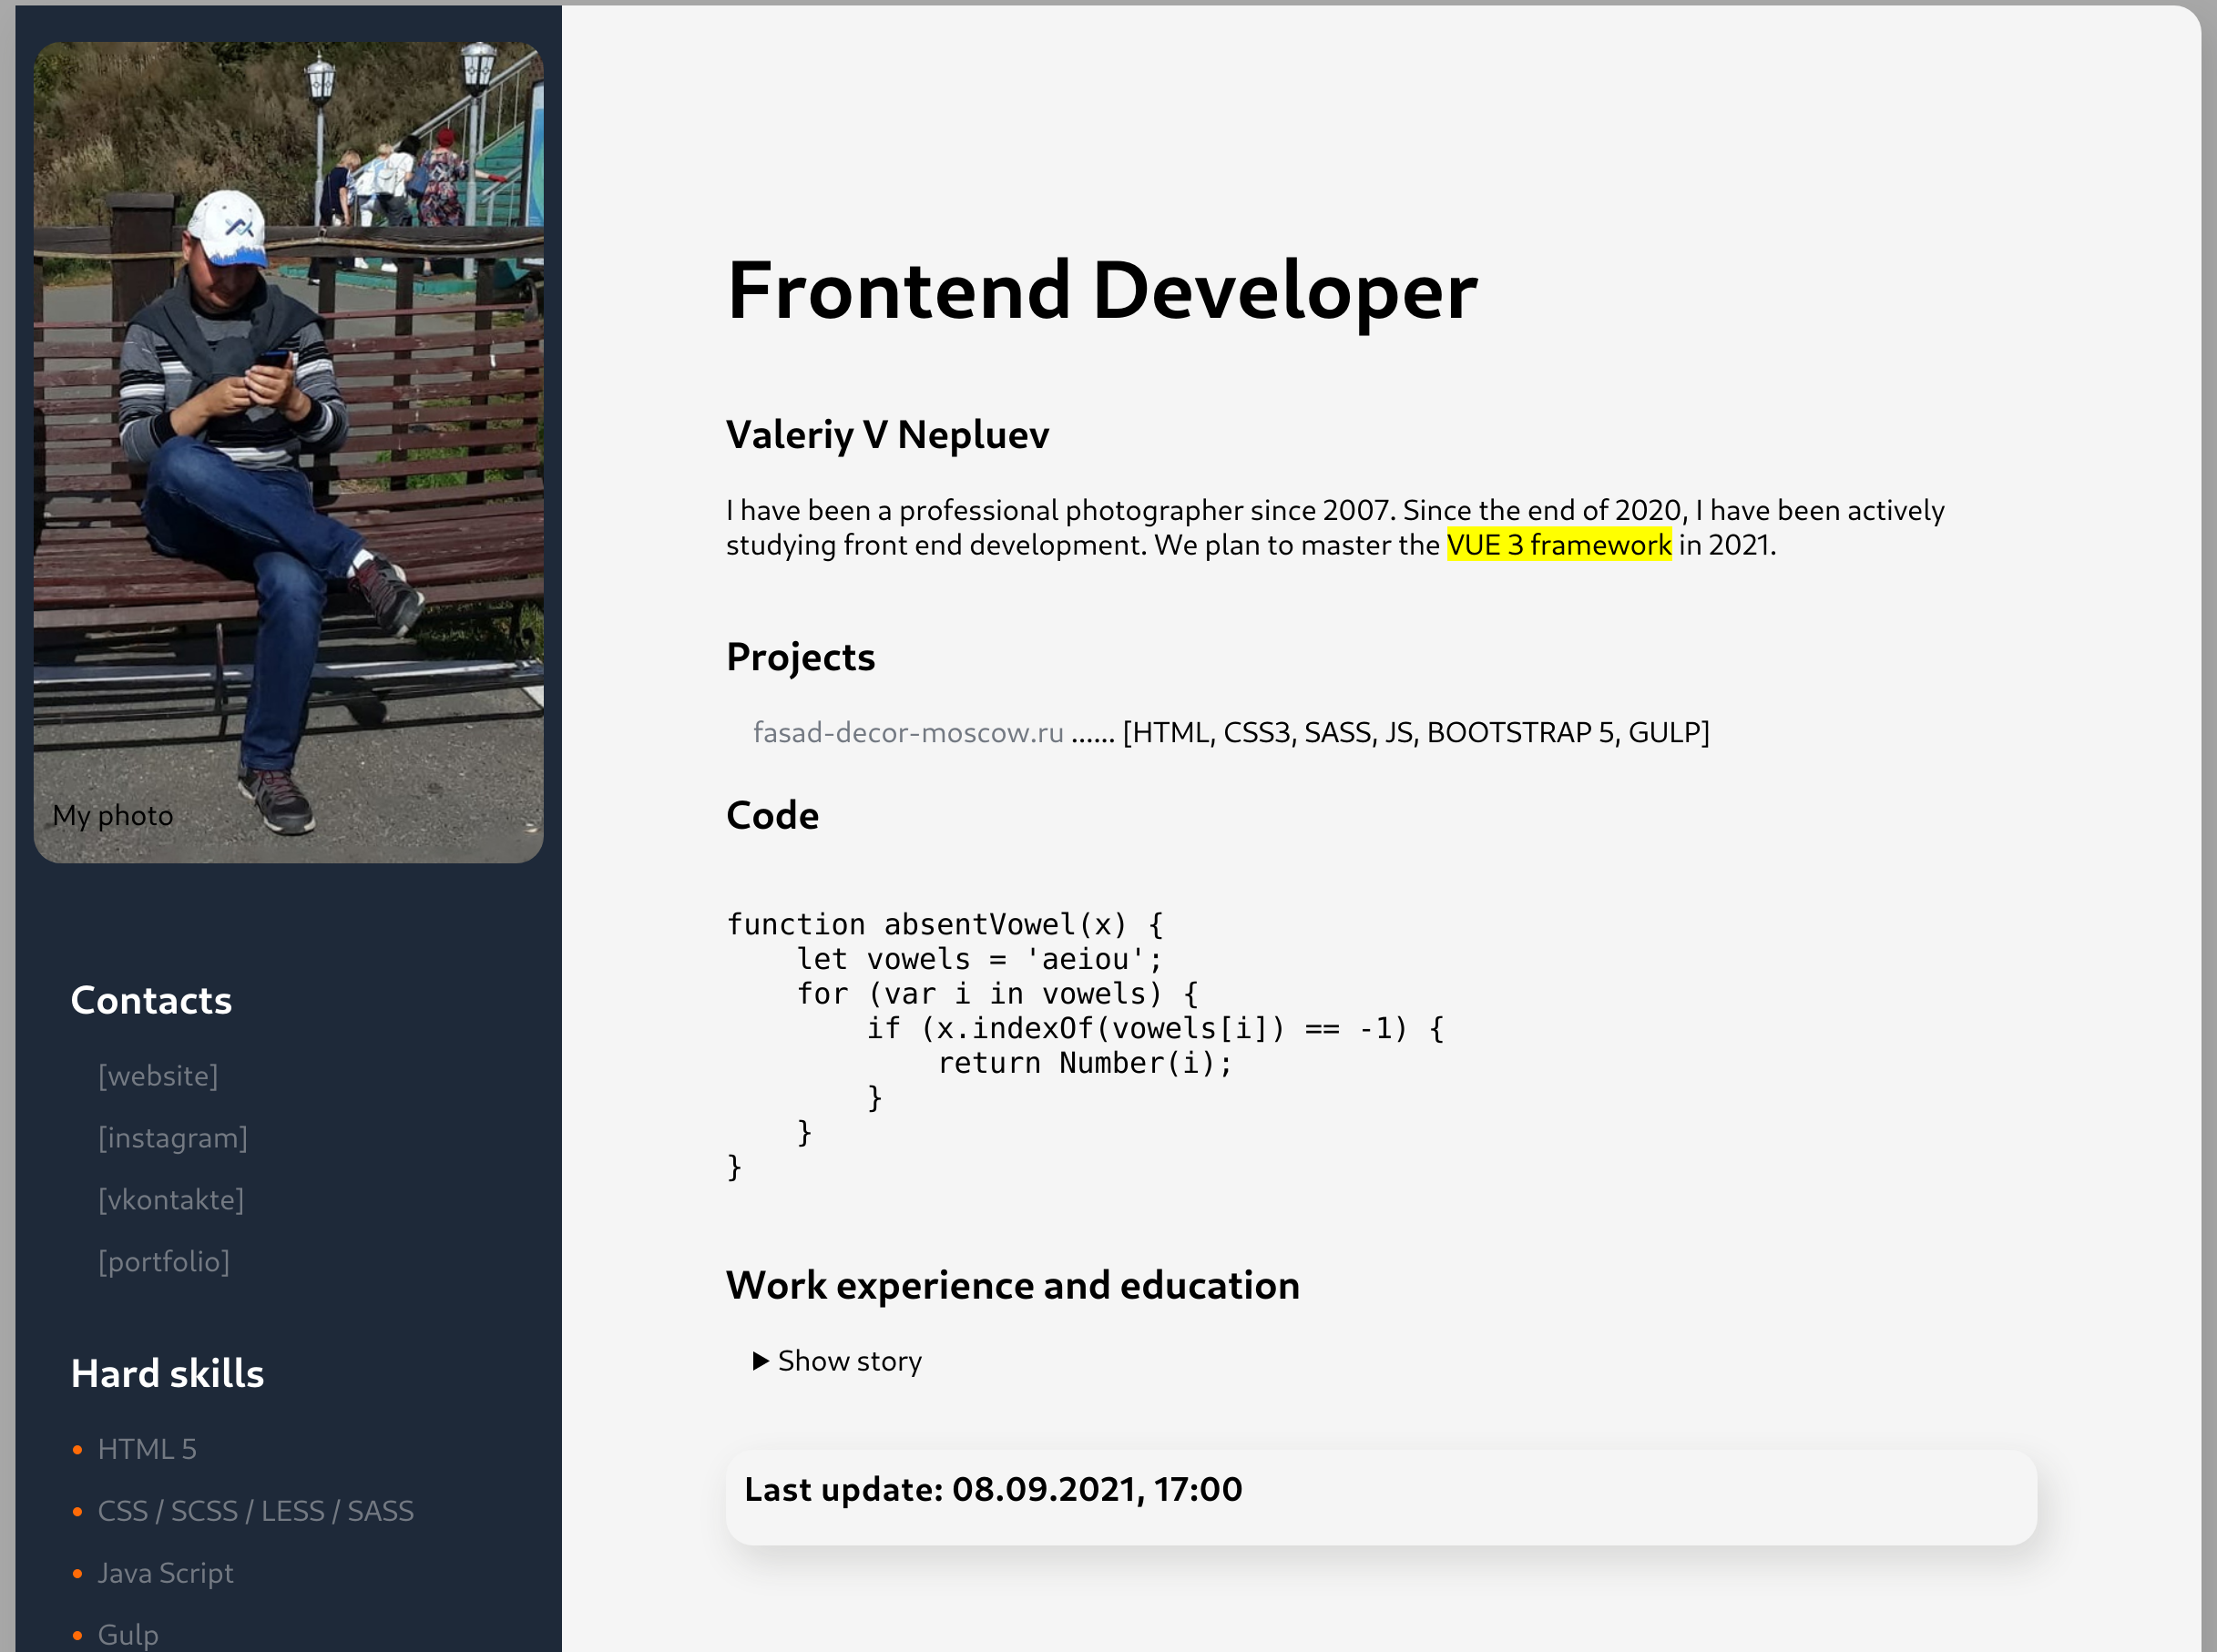 My photo
Contacts
[website]
[instagram]
[vkontakte]
[portfolio]
Hard skills
• HTML 5
• CSS / SCSS / LESS / SASS
• Java Script
• Gulp
Frontend Developer
Valeriy V Nepluev
I have been a professional photographer since 2007. Since the end of 2020, I have been actively
studying front end development. We plan to master the VUE 3 framework in 2021.
Projects
fasad-decor-moscow.ru ...... [HTML, CSS3, SASS, JS, BOOTSTRAP 5, GULP]
Code
function absentVowel(x) {
    let vowels = 'aeiou';
    for (var i in vowels) {
        if (x.indexOf(vowels[i]) == -1) {
            return Number(i);
        }
    }
}
Work experience and education
▶ Show story
Last update: 08.09.2021, 17:00